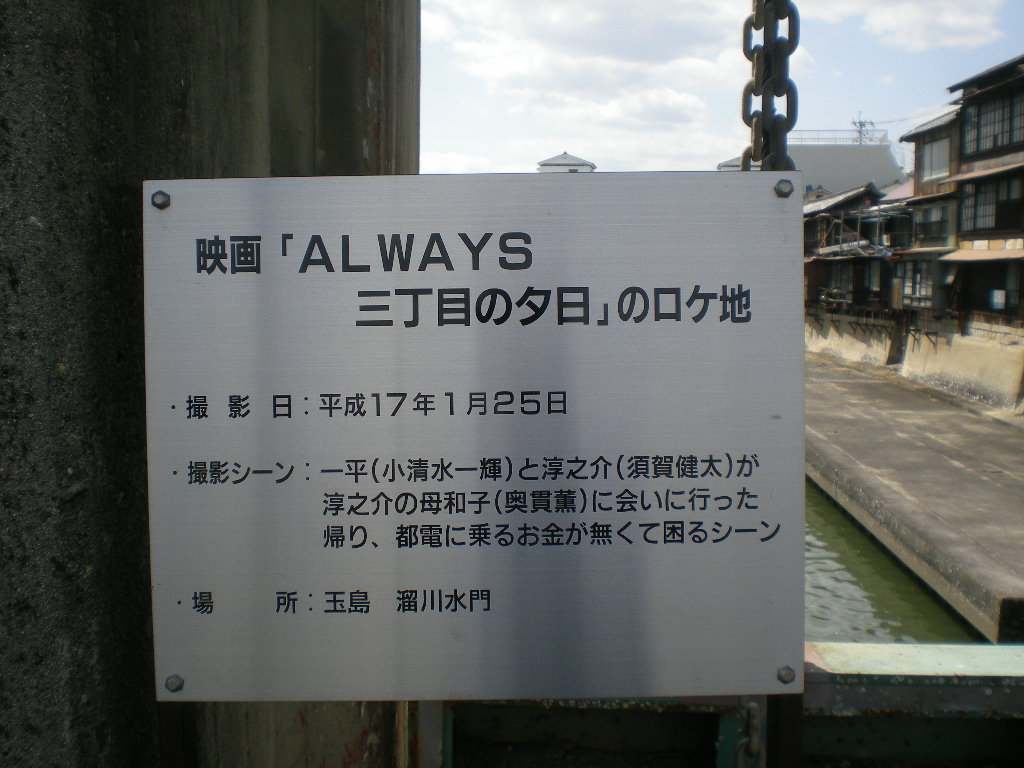 映画「ALWAYS
三丁目の夕日」のロケ地
・撮影日：平成17年1月25日
・撮影シーン：一平(小清水一輝)と淳之介(須賀健太)が
淳之介の母和子(奥貫薫)に会いに行った
帰り、都電に乗るお金が無くて困るシーン
・場所：玉島　溜川水門